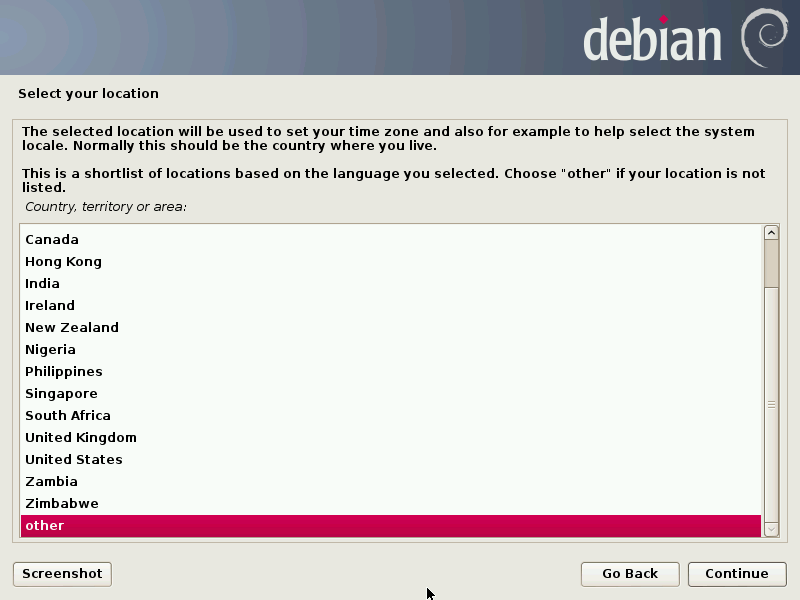 debian
Select your location
The selected location will be used to set your time zone and also for example to help select the system
locale. Normally this should be the country where you live.
This is a shortlist of locations based on the language you selected. Choose "other" if your location is not
listed.
Country, territory or area:
Canada
Hong Kong
India
Ireland
New Zealand
Nigeria
Philippines
Singapore
South Africa
United Kingdom
United States
Zambia
Zimbabwe
other
Screenshot
Go Back
Continue